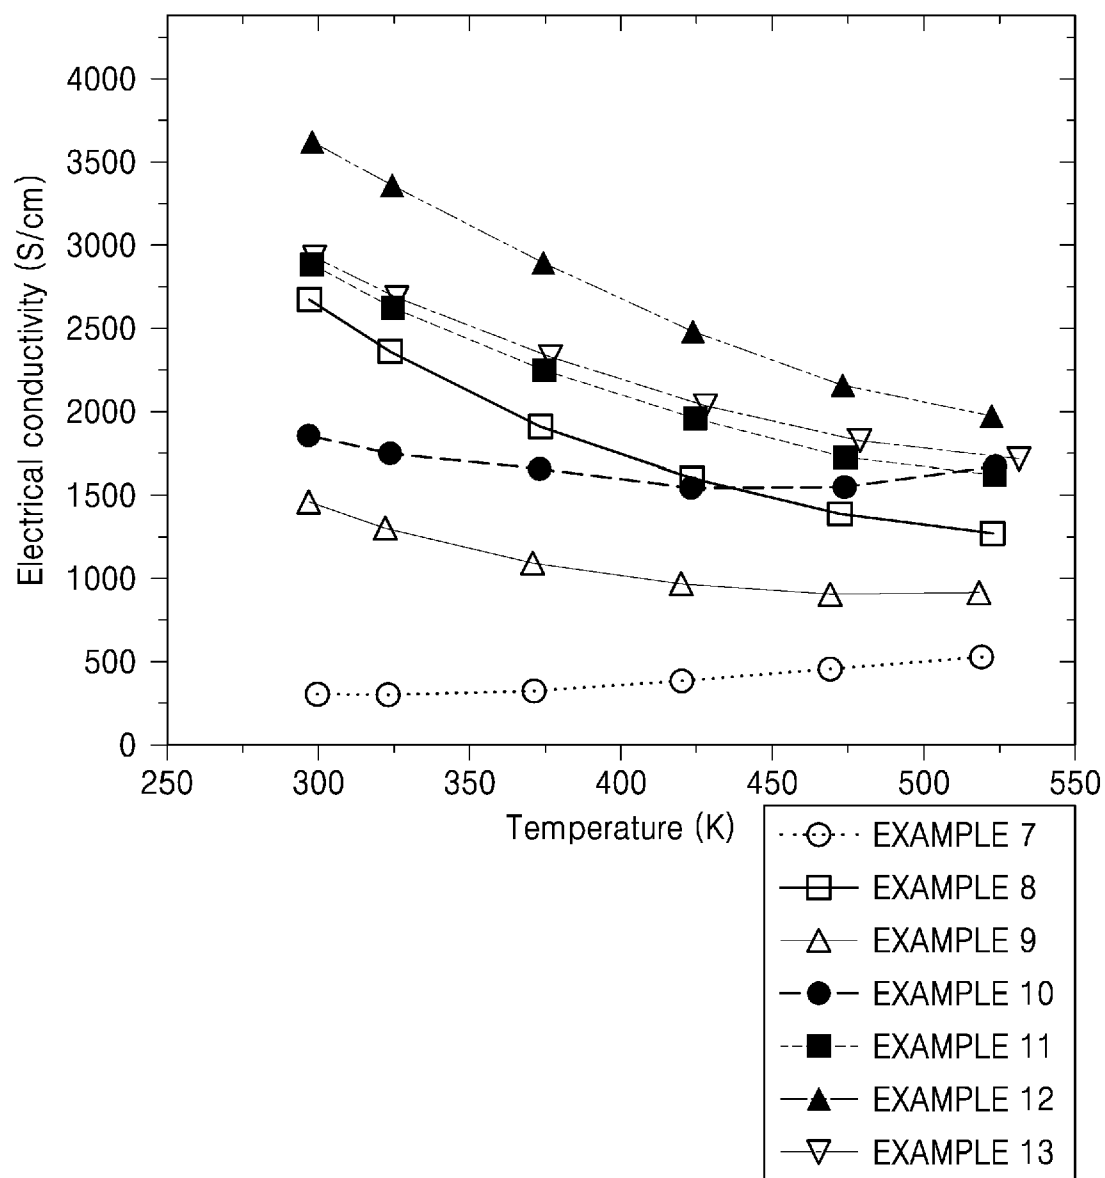 Electrical conductivity (S/cm)
4000
3500
3000
2500
2000
1500
1000
500
0
250 300 350 400 450 500 550
Temperature (K)
EXAMPLE 7
EXAMPLE 8
EXAMPLE 9
EXAMPLE 10
EXAMPLE 11
EXAMPLE 12
EXAMPLE 13